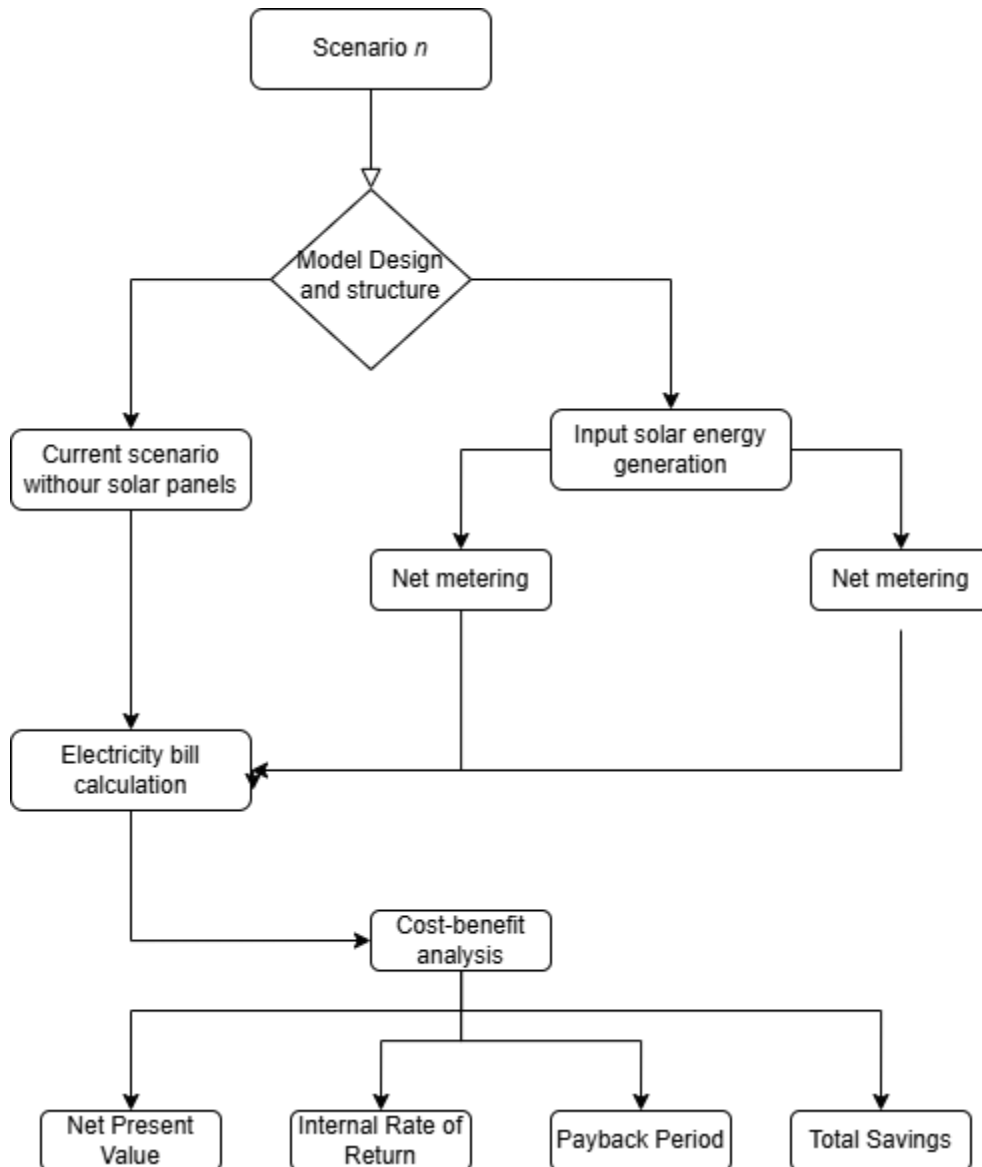 Scenario n
Model Design
and structure
Current scenario
withour solar panels
Input solar energy
generation
Net metering
Net metering
Electricity bill
calculation
Cost-benefit
analysis
Net Present
Value
Internal Rate of
Return
Payback Period
Total Savings